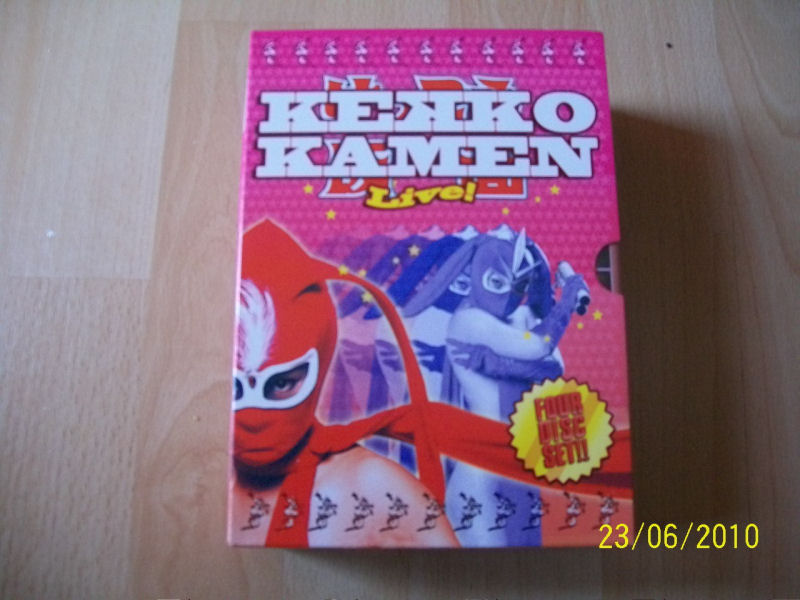 KEKKO
KAMEN
Live!
FOUR
DISC
SET!!
23/06/2010